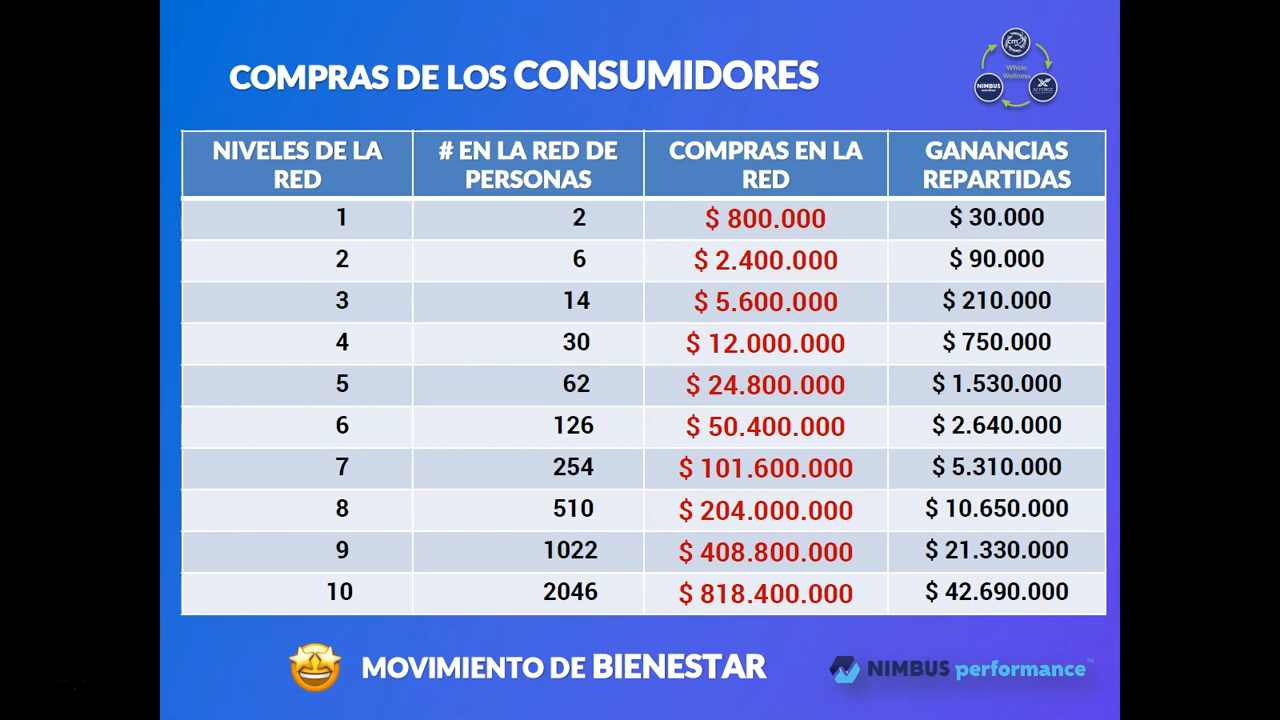 COMPRAS DE LOS CONSUMIDORES
Whole
Wellness
NIMBUS
NIVELES DE LA RED | # EN LA RED DE PERSONAS | COMPRAS EN LA RED | GANANCIAS REPARTIDAS
1 | 2 | $ 800.000 | $ 30.000
2 | 6 | $ 2.400.000 | $ 90.000
3 | 14 | $ 5.600.000 | $ 210.000
4 | 30 | $ 12.000.000 | $ 750.000
5 | 62 | $ 24.800.000 | $ 1.530.000
6 | 126 | $ 50.400.000 | $ 2.640.000
7 | 254 | $ 101.600.000 | $ 5.310.000
8 | 510 | $ 204.000.000 | $ 10.650.000
9 | 1022 | $ 408.800.000 | $ 21.330.000
10 | 2046 | $ 818.400.000 | $ 42.690.000
MOVIMIENTO DE BIENESTAR
NIMBUS performance™